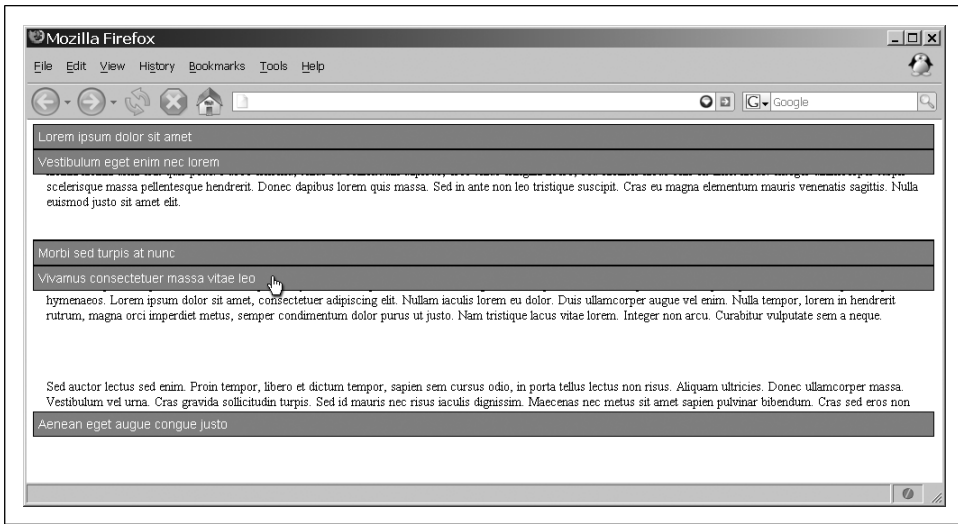 Mozilla Firefox
File Edit View History Bookmarks Tools Help
G Google
Lorem ipsum dolor sit amet
Vestibulum eget enim nec lorem
scelerisque massa pellentesque hendrerit. Donec dapibus lorem quis massa. Sed in ante non leo tristique suscipit. Cras eu magna elementum mauris venenatis sagittis. Nulla
euismod justo sit amet elit.
Morbi sed turpis at nunc
Vivamus consectetuer massa vitae leo
hymenaeos. Lorem ipsum dolor sit amet, consectetuer adipiscing elit. Nullam iaculis lorem eu dolor. Duis ullamcorper augue vel enim. Nulla tempor, lorem in hendrerit
rutrum, magna orci imperdiet metus, semper condimentum dolor purus ut justo. Nam tristique lacus vitae lorem. Integer non arcu. Curabitur vulputate sem a neque.
Sed auctor lectus sed enim. Proin tempor, libero et dictum tempor, sapien sem cursus odio, in porta tellus lectus non risus. Aliquam ultricies. Donec ullamcorper massa.
Vestibulum vel urna. Cras gravida sollicitudin turpis. Sed id mauris nec risus iaculis dignissim. Maecenas nec metus sit amet sapien pulvinar bibendum. Cras sed eros non
Aenean eget augue congue justo